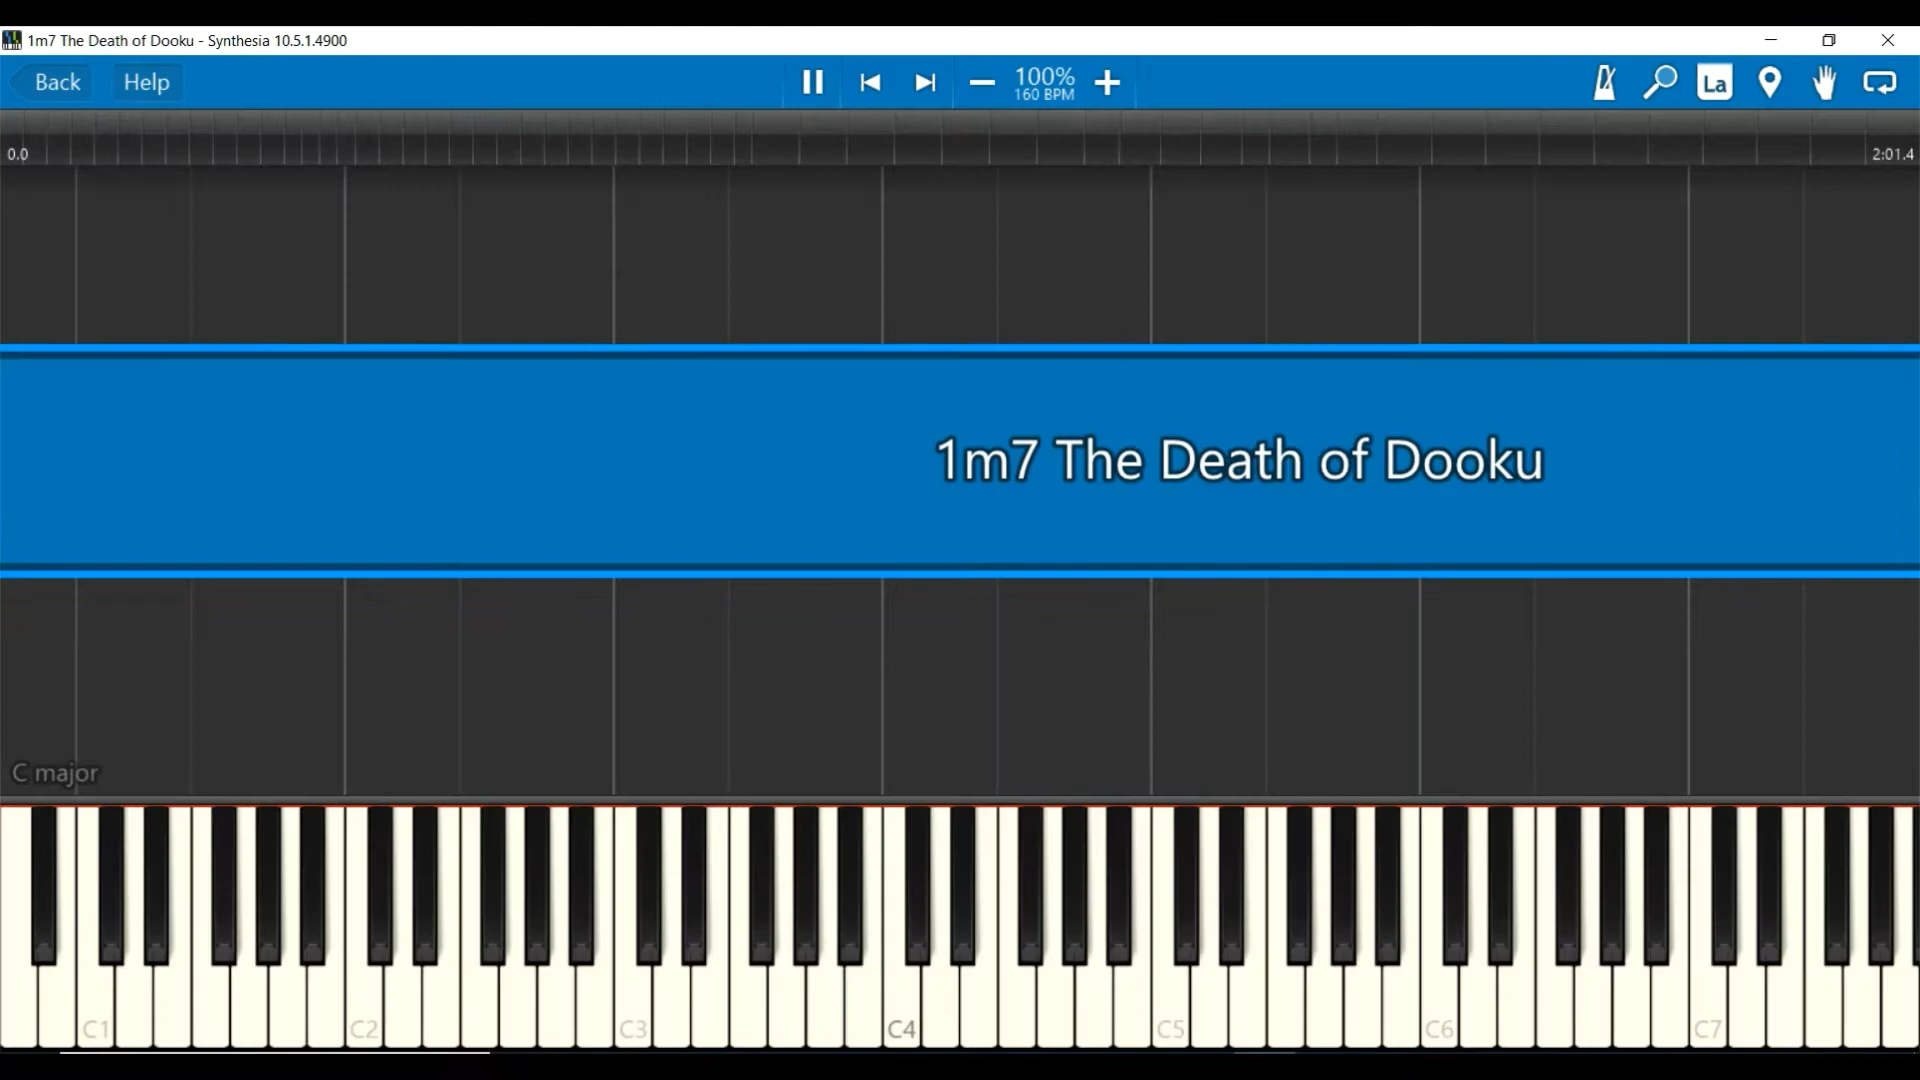 1m7 The Death of Dooku - Synthesia 10.5.1.4900
Back Help 100% La
160 BPM
0.0 2:01.4
1m7 The Death of Dooku
C major
C1 C2 C3 C4 C5 C6 C7